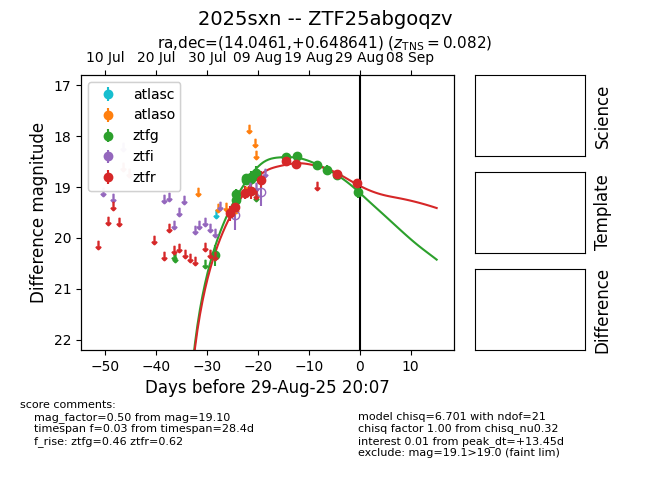 2025sxn -- ZTF25abgoqzv
ra,dec=(14.0461,+0.648641) (zTNS = 0.082)
10 Jul 20 Jul 30 Jul 09 Aug 19 Aug 29 Aug 08 Sep
atlasc
atlaso
ztfg
ztfi
ztfr
17
18
19
20
21
22
Difference magnitude
−50 −40 −30 −20 −10 0 10
Days before 29-Aug-25 20:07
Science
Template
Difference
score comments:
mag_factor=0.50 from mag=19.10
timespan f=0.03 from timespan=28.4d
f_rise: ztfg=0.46 ztfr=0.62
model chisq=6.701 with ndof=21
chisq factor 1.00 from chisq_nu0.32
interest 0.01 from peak_dt=+13.45d
exclude: mag=19.1>19.0 (faint lim)